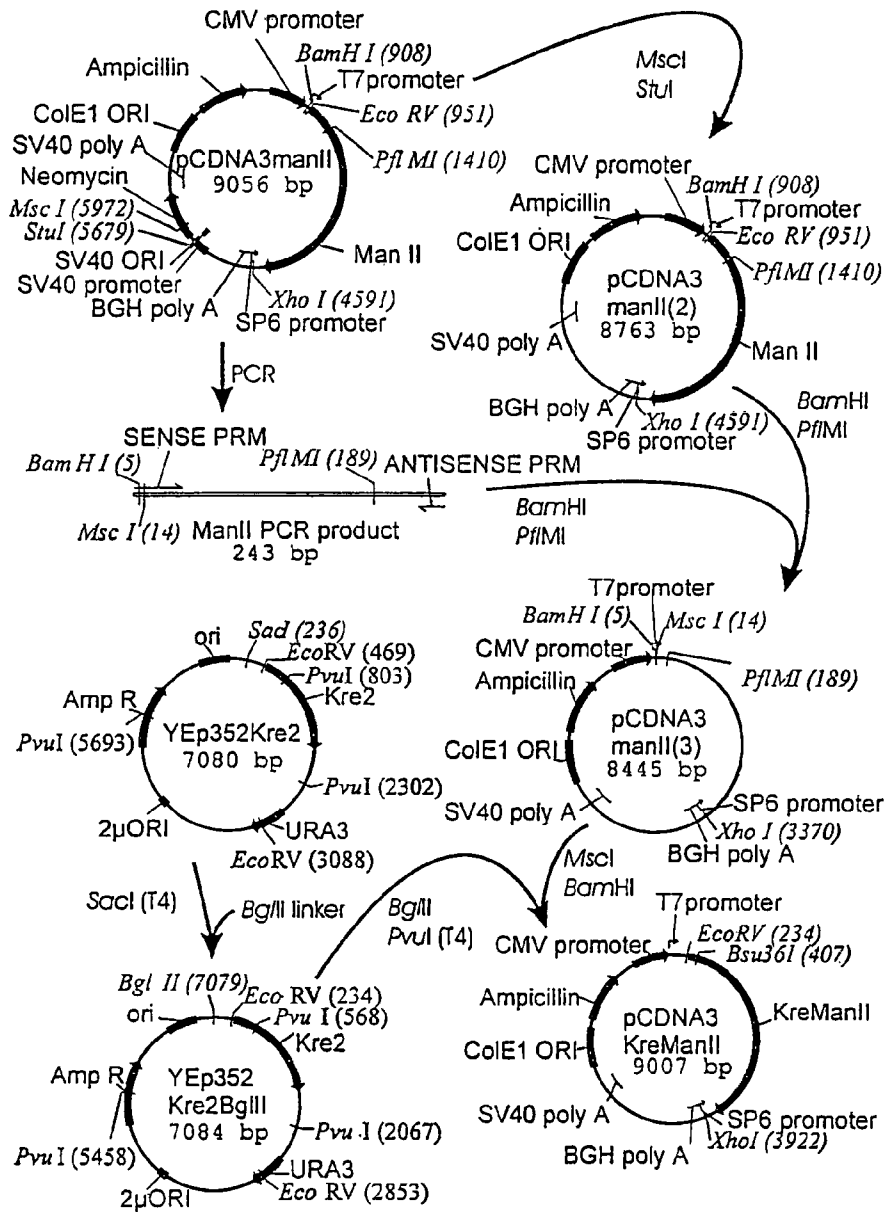 CMV promoter
BamH I (908)
T7promoter
Ampicillin
Eco RV (951)
ColE1 ORI
SV40 poly A
pCDNA3manII
9056 bp
PflMI (1410)
Neomycin
Msc I (5972)
StuI (5679)
SV40 ORI
SV40 promoter
BGH poly A
Man II
Xho I (4591)
SP6 promoter
MscI
StuI
CMV promoter
BamH I (908)
T7promoter
Ampicillin
Eco RV (951)
ColE1 ORI
PflMI (1410)
pCDNA3
manII(2)
8763 bp
SV40 poly A
Man II
BGH poly A
Xho I (4591)
SP6 promoter
BamHI
PflMI
PCR
SENSE PRM
BamH I (5)
PflMI (189)
ANTISENSE PRM
Msc I (14)
ManII PCR product
243 bp
BamHI
PflMI
T7promoter
BamH I (5)
Msc I (14)
CMV promoter
PflMI (189)
Ampicillin
pCDNA3
manII(3)
8445 bp
ColE1 ORI
SV40 poly A
SP6 promoter
Xho I (3370)
BGH poly A
MscI
BamHI
ori
SacI (236)
EcoRV (469)
PvuI (803)
Kre2
Amp R
PvuI (5693)
YEp352Kre2
7080 bp
PvuI (2302)
2µORI
URA3
EcoRV (3088)
SacI (T4)
BglII linker
BglII
PvuI (T4)
Bgl II (7079)
Eco RV (234)
ori
Pvu I (568)
Kre2
Amp R
YEp352
Kre2BglII
7084 bp
Pvu I (5458)
Pvu I (2067)
2µORI
URA3
Eco RV (2853)
T7promoter
CMV promoter
EcoRV (234)
Bsu36I (407)
Ampicillin
pCDNA3
KreManII
9007 bp
KreManII
ColE1 ORI
SV40 poly A
SP6 promoter
BGH poly A
XhoI (3922)